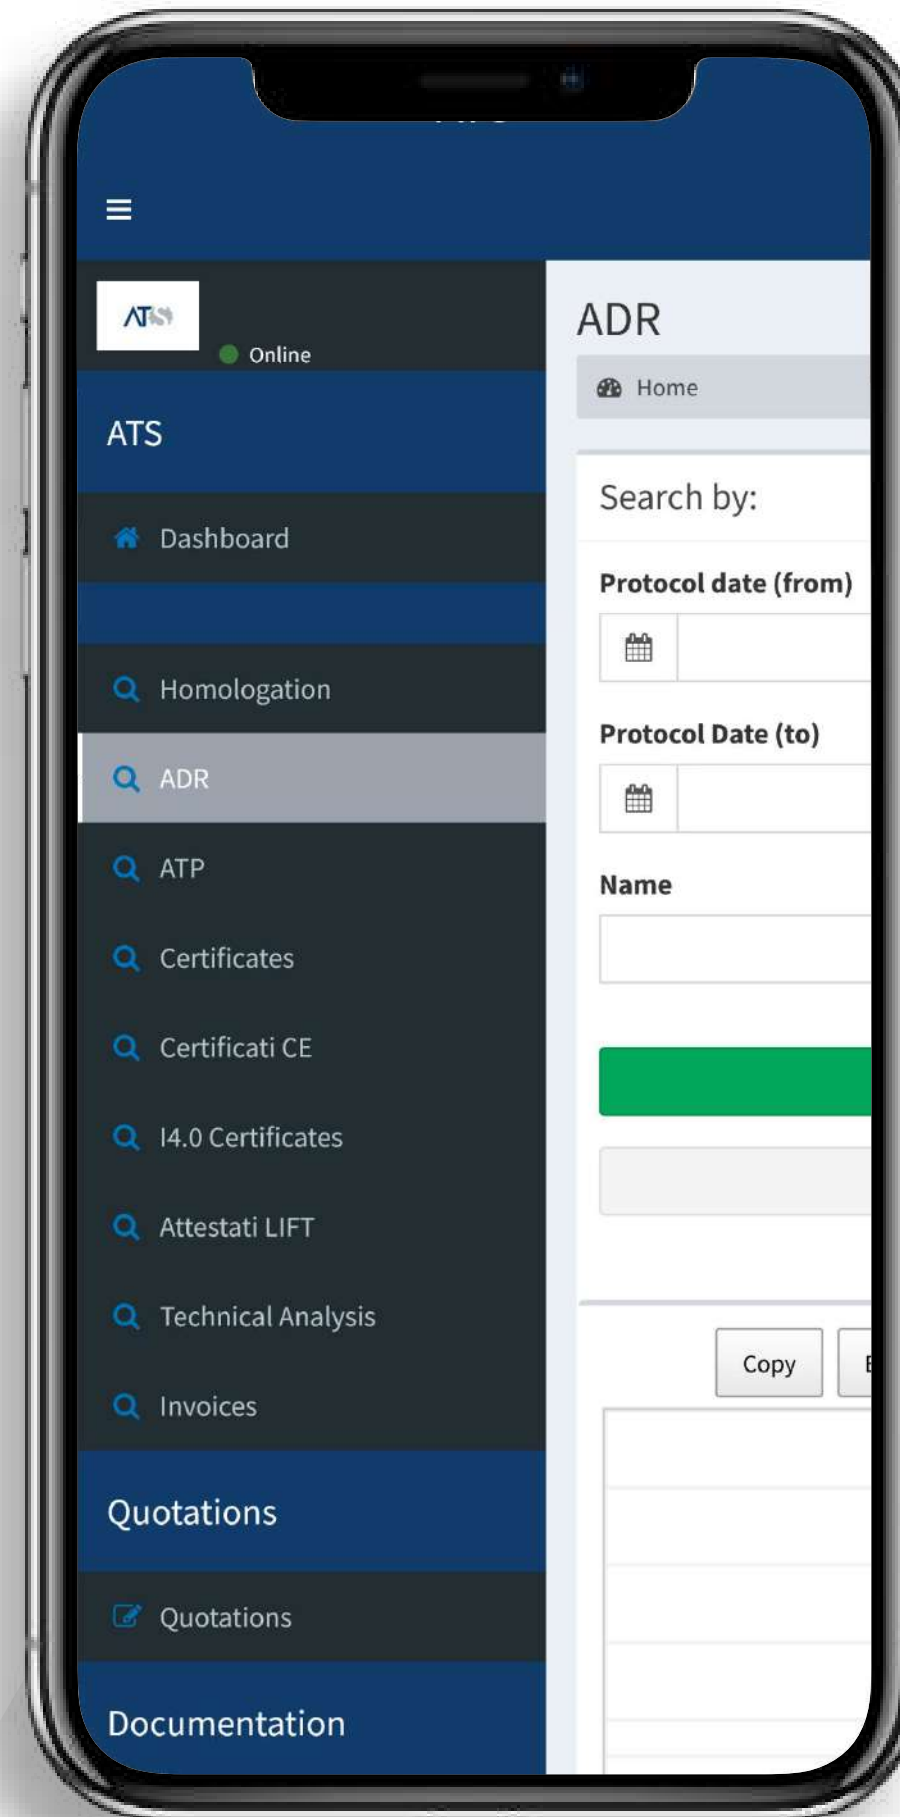 ATS
Online
ATS
Dashboard
Homologation
ADR
ATP
Certificates
Certificati CE
I4.0 Certificates
Attestati LIFT
Technical Analysis
Invoices
Quotations
Quotations
Documentation
ADR
Home
Search by:
Protocol date (from)
Protocol Date (to)
Name
Copy